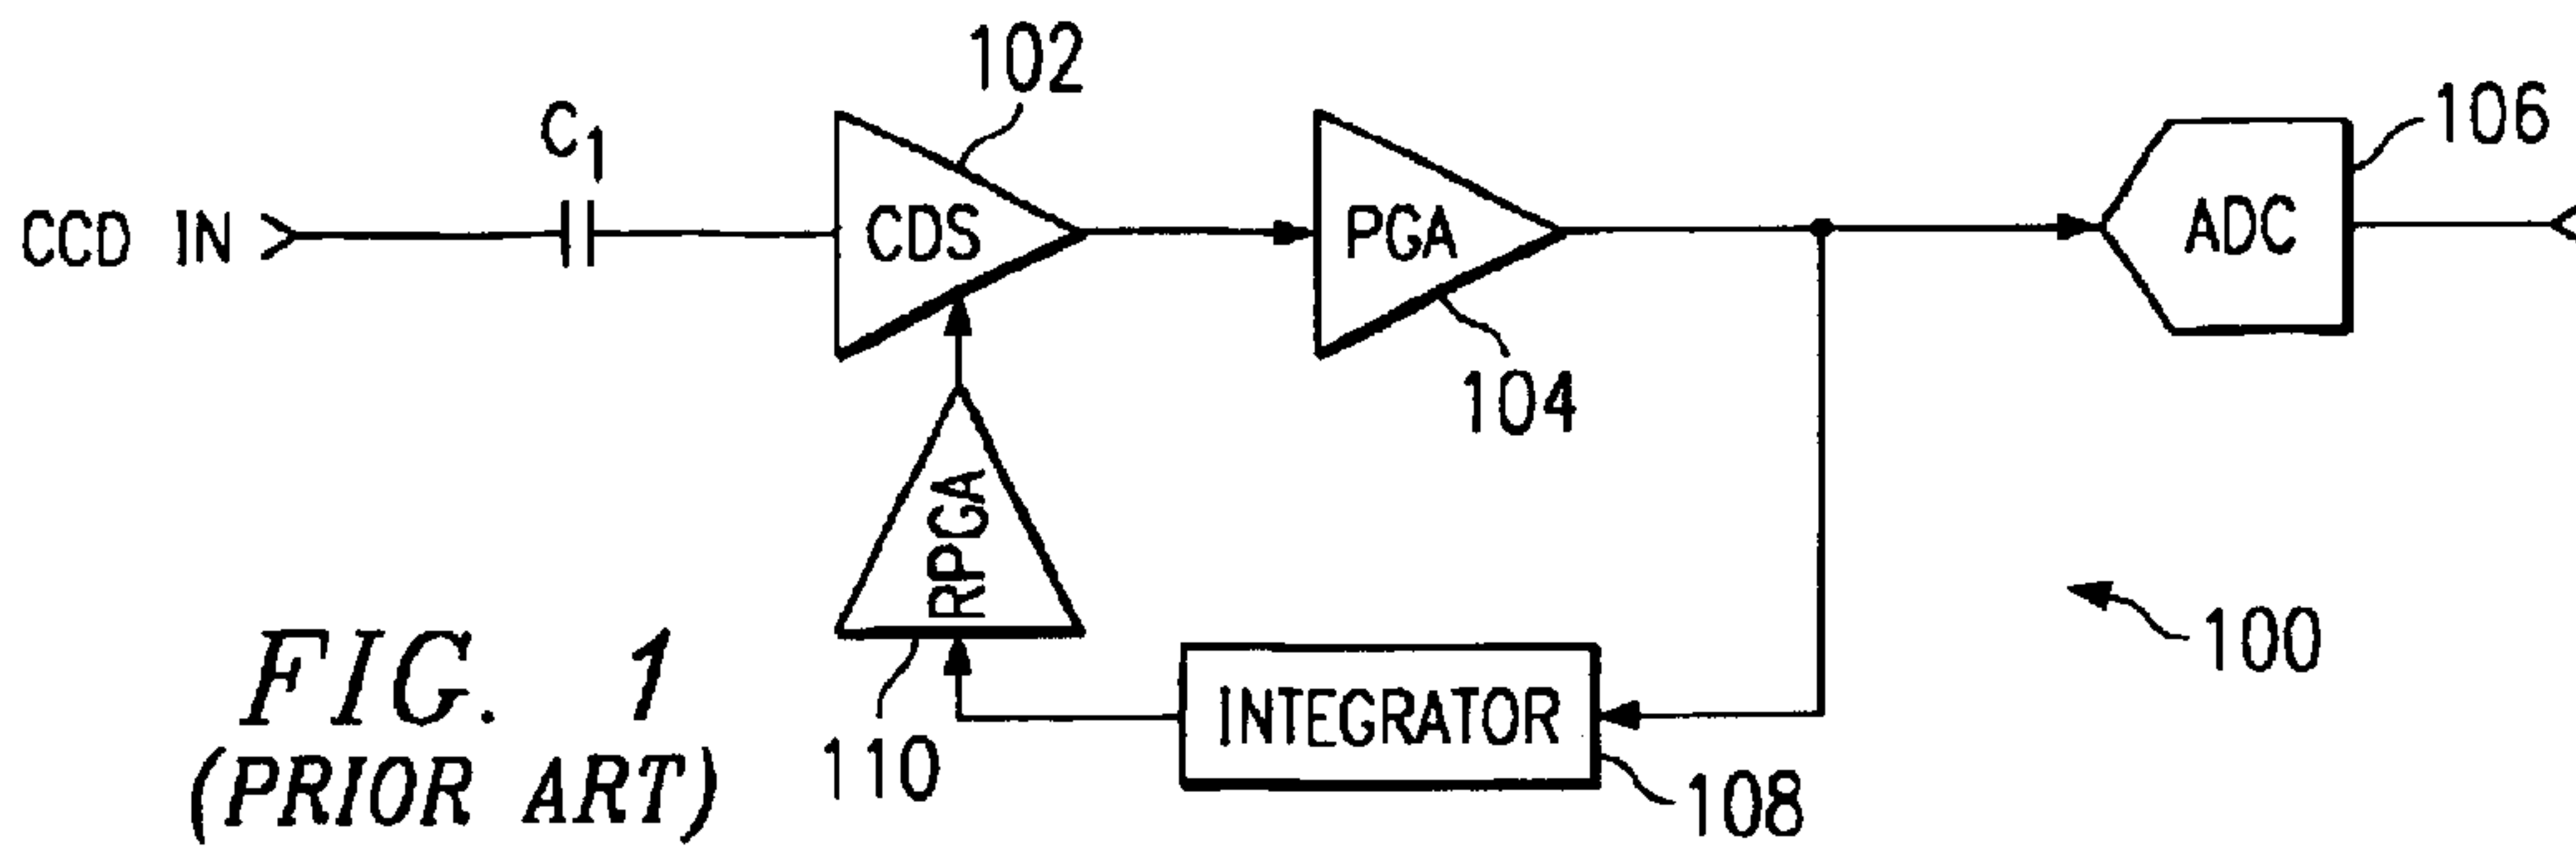 102
106
C1
CCD IN
CDS
PGA
ADC
104
RPGA
100
INTEGRATOR
110
108
FIG. 1
(PRIOR ART)